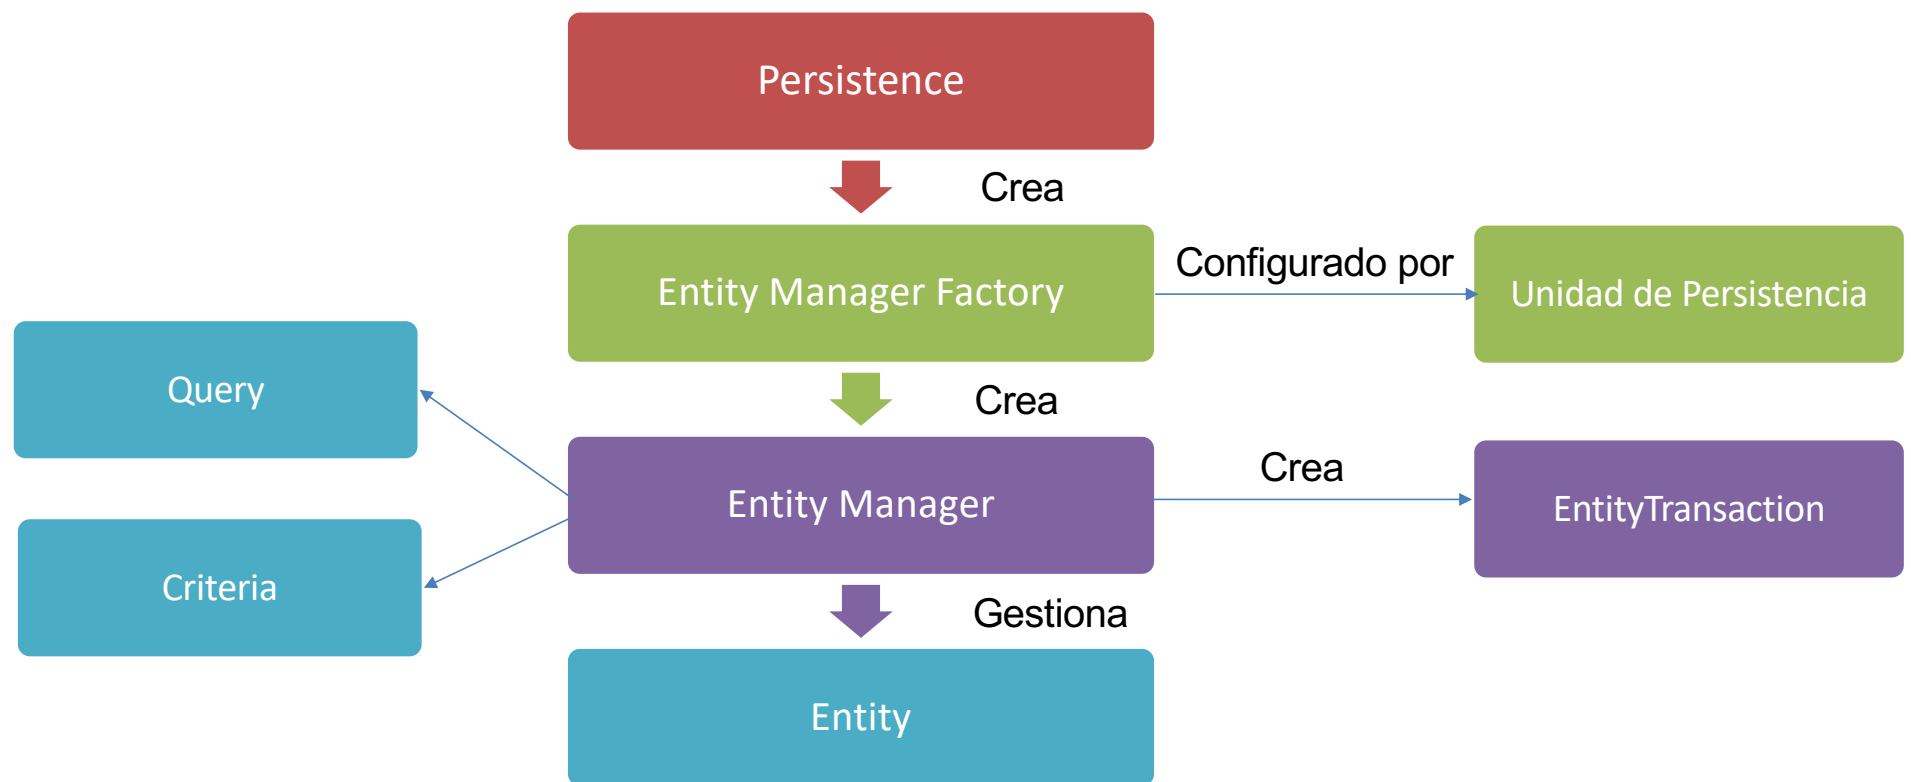 Persistence
Crea
Entity Manager Factory
Configurado por
Unidad de Persistencia
Query
Crea
Entity Manager
Crea
EntityTransaction
Criteria
Gestiona
Entity